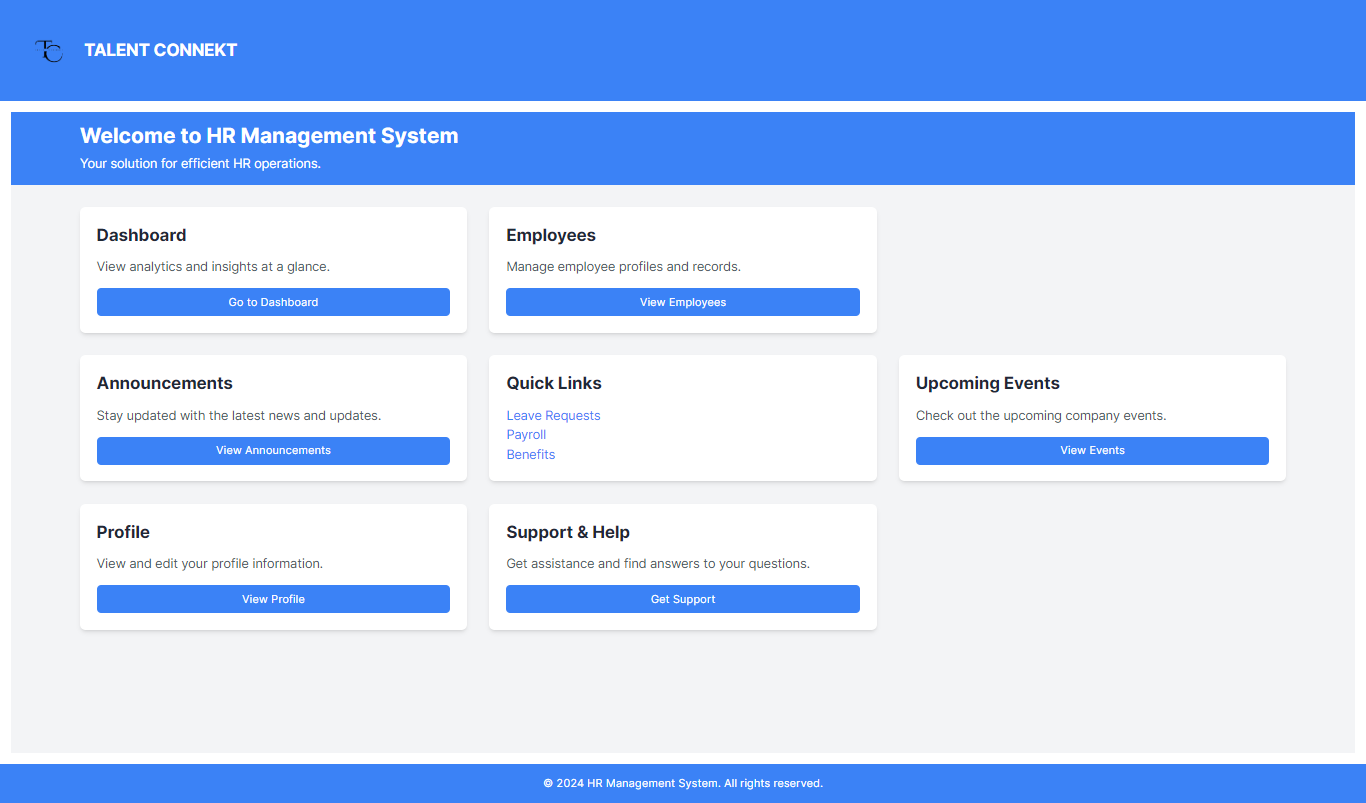 TC
TALENT CONNEKT
Welcome to HR Management System
Your solution for efficient HR operations.
Dashboard
View analytics and insights at a glance.
Go to Dashboard
Employees
Manage employee profiles and records.
View Employees
Announcements
Stay updated with the latest news and updates.
View Announcements
Quick Links
Leave Requests
Payroll
Benefits
Upcoming Events
Check out the upcoming company events.
View Events
Profile
View and edit your profile information.
View Profile
Support & Help
Get assistance and find answers to your questions.
Get Support
© 2024 HR Management System. All rights reserved.